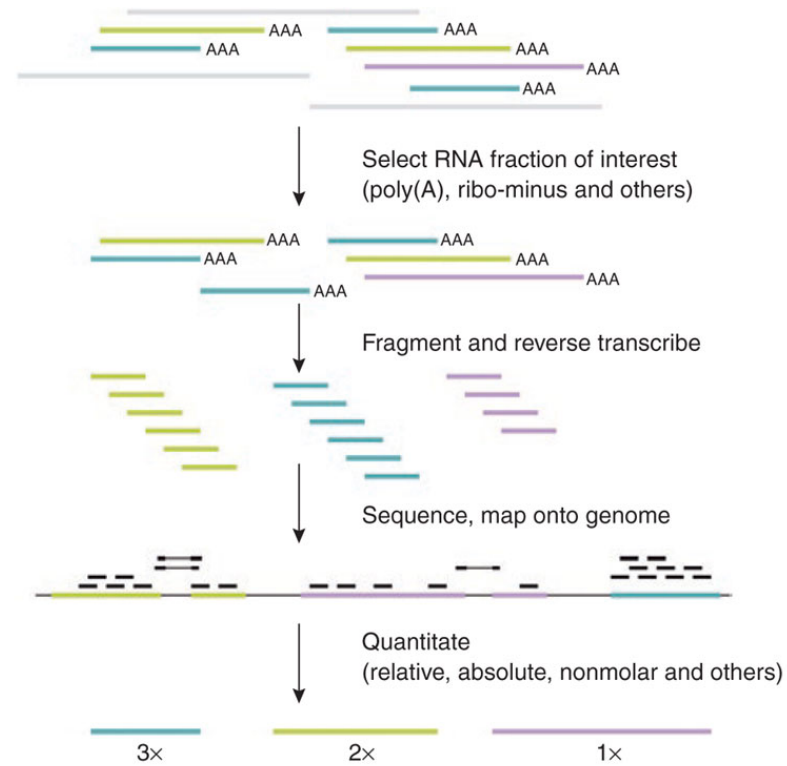 AAA
AAA
AAA
AAA
AAA
AAA
Select RNA fraction of interest
(poly(A), ribo-minus and others)
AAA
AAA
AAA
AAA
AAA
AAA
Fragment and reverse transcribe
Sequence, map onto genome
Quantitate
(relative, absolute, nonmolar and others)
3× 2× 1×